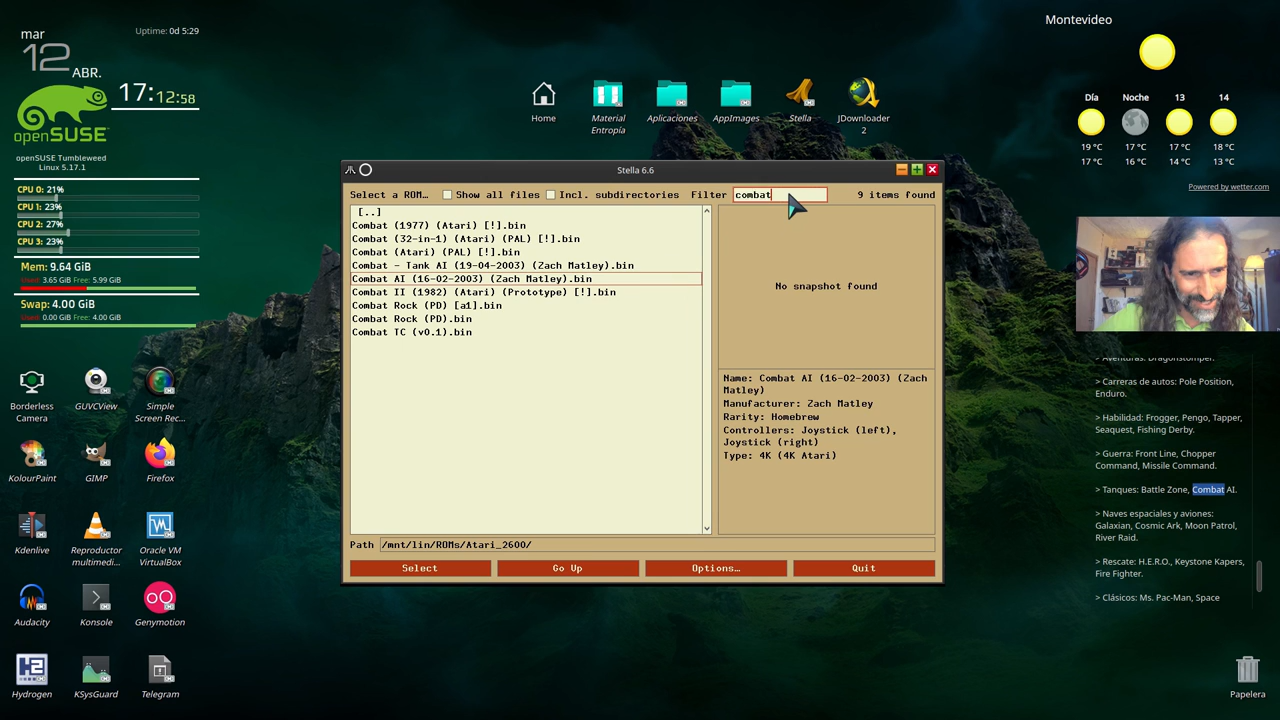 mar
12
ABR.
Uptime: 0d 5:29
17:12:58
openSUSE
openSUSE Tumbleweed
Linux 5.17.1
CPU 0: 21%
CPU 1: 23%
CPU 2: 27%
CPU 3: 23%
Mem: 9.64 GiB
Used: 3.65 GiB Free: 5.99 GiB
Swap: 4.00 GiB
Used: 0.00 GiB Free: 4.00 GiB
Borderless
Camera
GUVCView
Simple
Screen Rec...
KolourPaint
GIMP
Firefox
Kdenlive
Reproductor
multimedi...
Oracle VM
VirtualBox
Audacity
Konsole
Genymotion
Hydrogen
KSysGuard
Telegram
Home
Material
Entropía
Aplicaciones
AppImages
Stella
JDownloader
2
Stella 6.6
Select a ROM… Show all files Incl. subdirectories Filter combat 9 items found
[..]
Combat (1977) (Atari) [!].bin
Combat (32-in-1) (Atari) (PAL) [!].bin
Combat (Atari) (PAL) [!].bin
Combat - Tank AI (19-04-2003) (Zach Matley).bin
Combat AI (16-02-2003) (Zach Matley).bin
Combat II (1982) (Atari) (Prototype) [!].bin
Combat Rock (PD) [a1].bin
Combat Rock (PD).bin
Combat TC (v0.1).bin
No snapshot found
Name: Combat AI (16-02-2003) (Zach
Matley)
Manufacturer: Zach Matley
Rarity: Homebrew
Controllers: Joystick (left),
Joystick (right)
Type: 4K (4K Atari)
Path /mnt/lin/ROMs/Atari_2600/
Select Go Up Options… Quit
Montevideo
Día Noche 13 14
19 °C 17 °C 17 °C 18 °C
17 °C 16 °C 14 °C 13 °C
Powered by wetter.com
> Aventuras: Dragonstomper.
> Carreras de autos: Pole Position,
Enduro.
> Habilidad: Frogger, Pengo, Tapper,
Seaquest, Fishing Derby.
> Guerra: Front Line, Chopper
Command, Missile Command.
> Tanques: Battle Zone, Combat AI.
> Naves espaciales y aviones:
Galaxian, Cosmic Ark, Moon Patrol,
River Raid.
> Rescate: H.E.R.O., Keystone Kapers,
Fire Fighter.
> Clásicos: Ms. Pac-Man, Space
Papelera